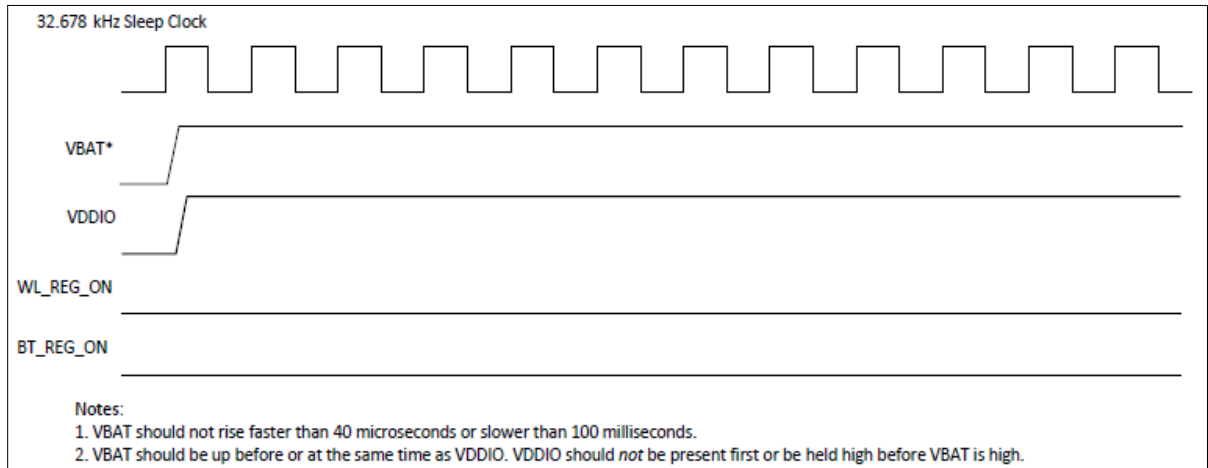 32.678 kHz Sleep Clock
VBAT*
VDDIO
WL_REG_ON
BT_REG_ON
Notes:
1. VBAT should not rise faster than 40 microseconds or slower than 100 milliseconds.
2. VBAT should be up before or at the same time as VDDIO. VDDIO should not be present first or be held high before VBAT is high.